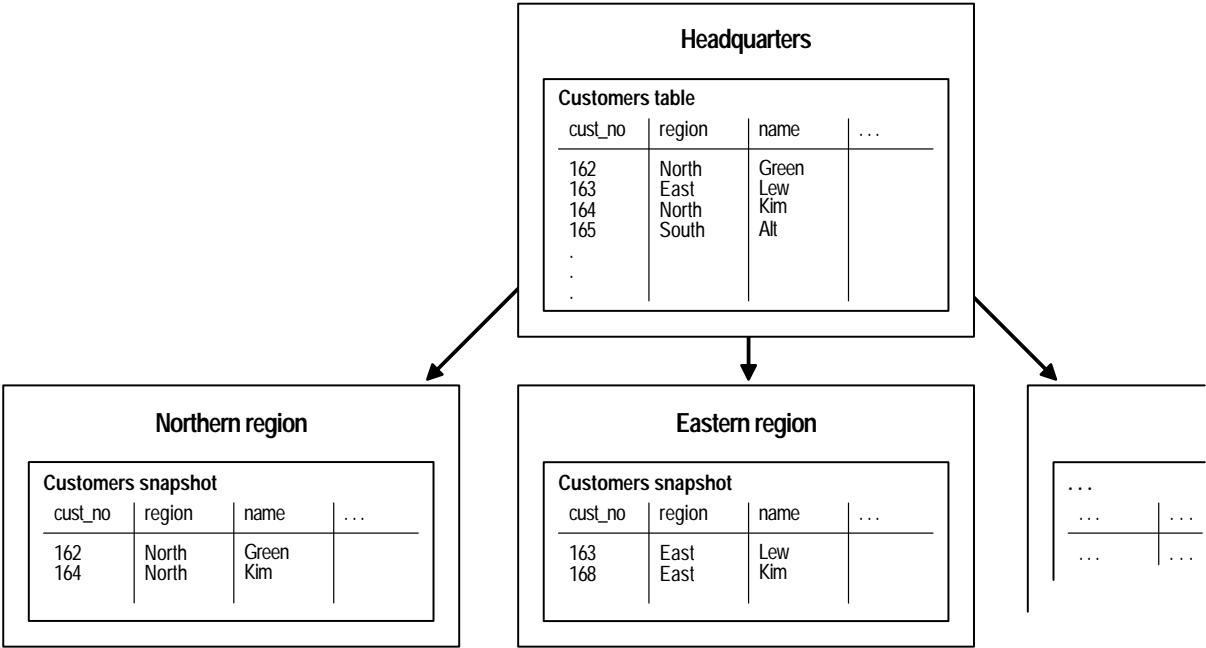 Headquarters
Customers table
cust_no region name . . .
162 North Green
163 East Lew
164 North Kim
165 South Alt
.
.
.
Northern region
Customers snapshot
cust_no region name . . .
162 North Green
164 North Kim
Eastern region
Customers snapshot
cust_no region name . . .
163 East Lew
168 East Kim
. . .
. . . . . .
. . . . . .